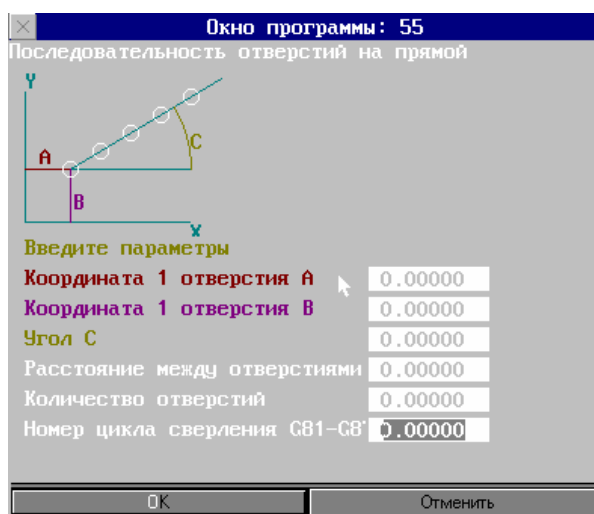 Окно программы: 55
Последовательность отверстий на прямой
Y
A
C
B
X
Введите параметры
Координата 1 отверстия A 0.00000
Координата 1 отверстия B 0.00000
Угол C 0.00000
Расстояние между отверстиями 0.00000
Количество отверстий 0.00000
Номер цикла сверления G81-G8 0.00000
OK Отменить